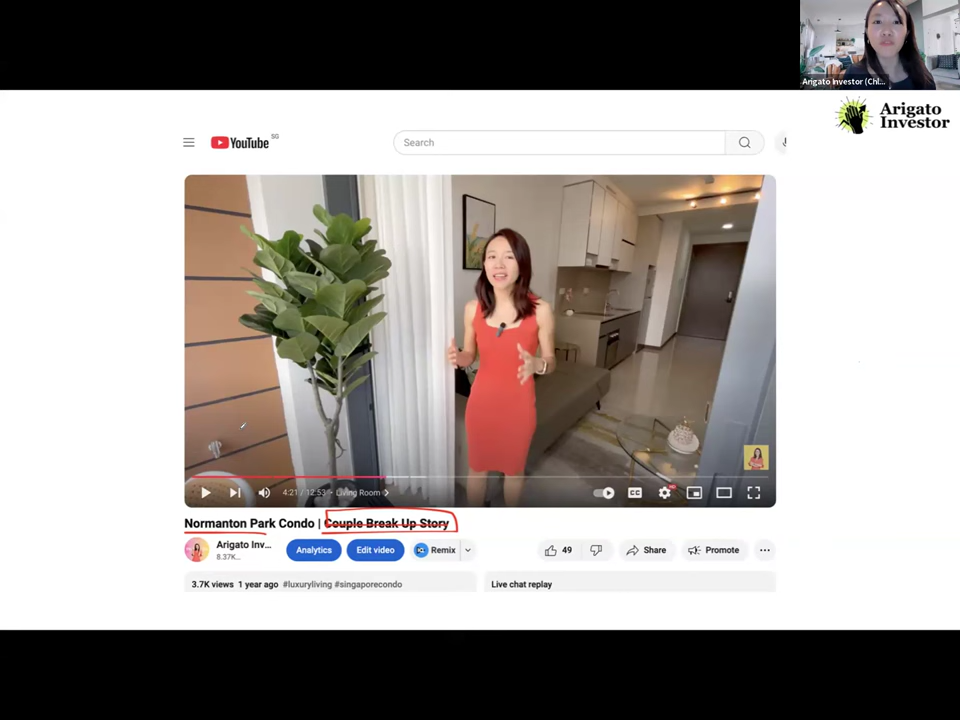 Arigato Investor (Chl...
Arigato
Investor
YouTube SG
Search
4:21 / 12:53 • Living Room
Normanton Park Condo | Couple Break Up Story
Arigato Inv...
8.37K...
Analytics
Edit video
Remix
49
Share
Promote
3.7K views 1 year ago #luxuryliving #singaporecondo
Live chat replay